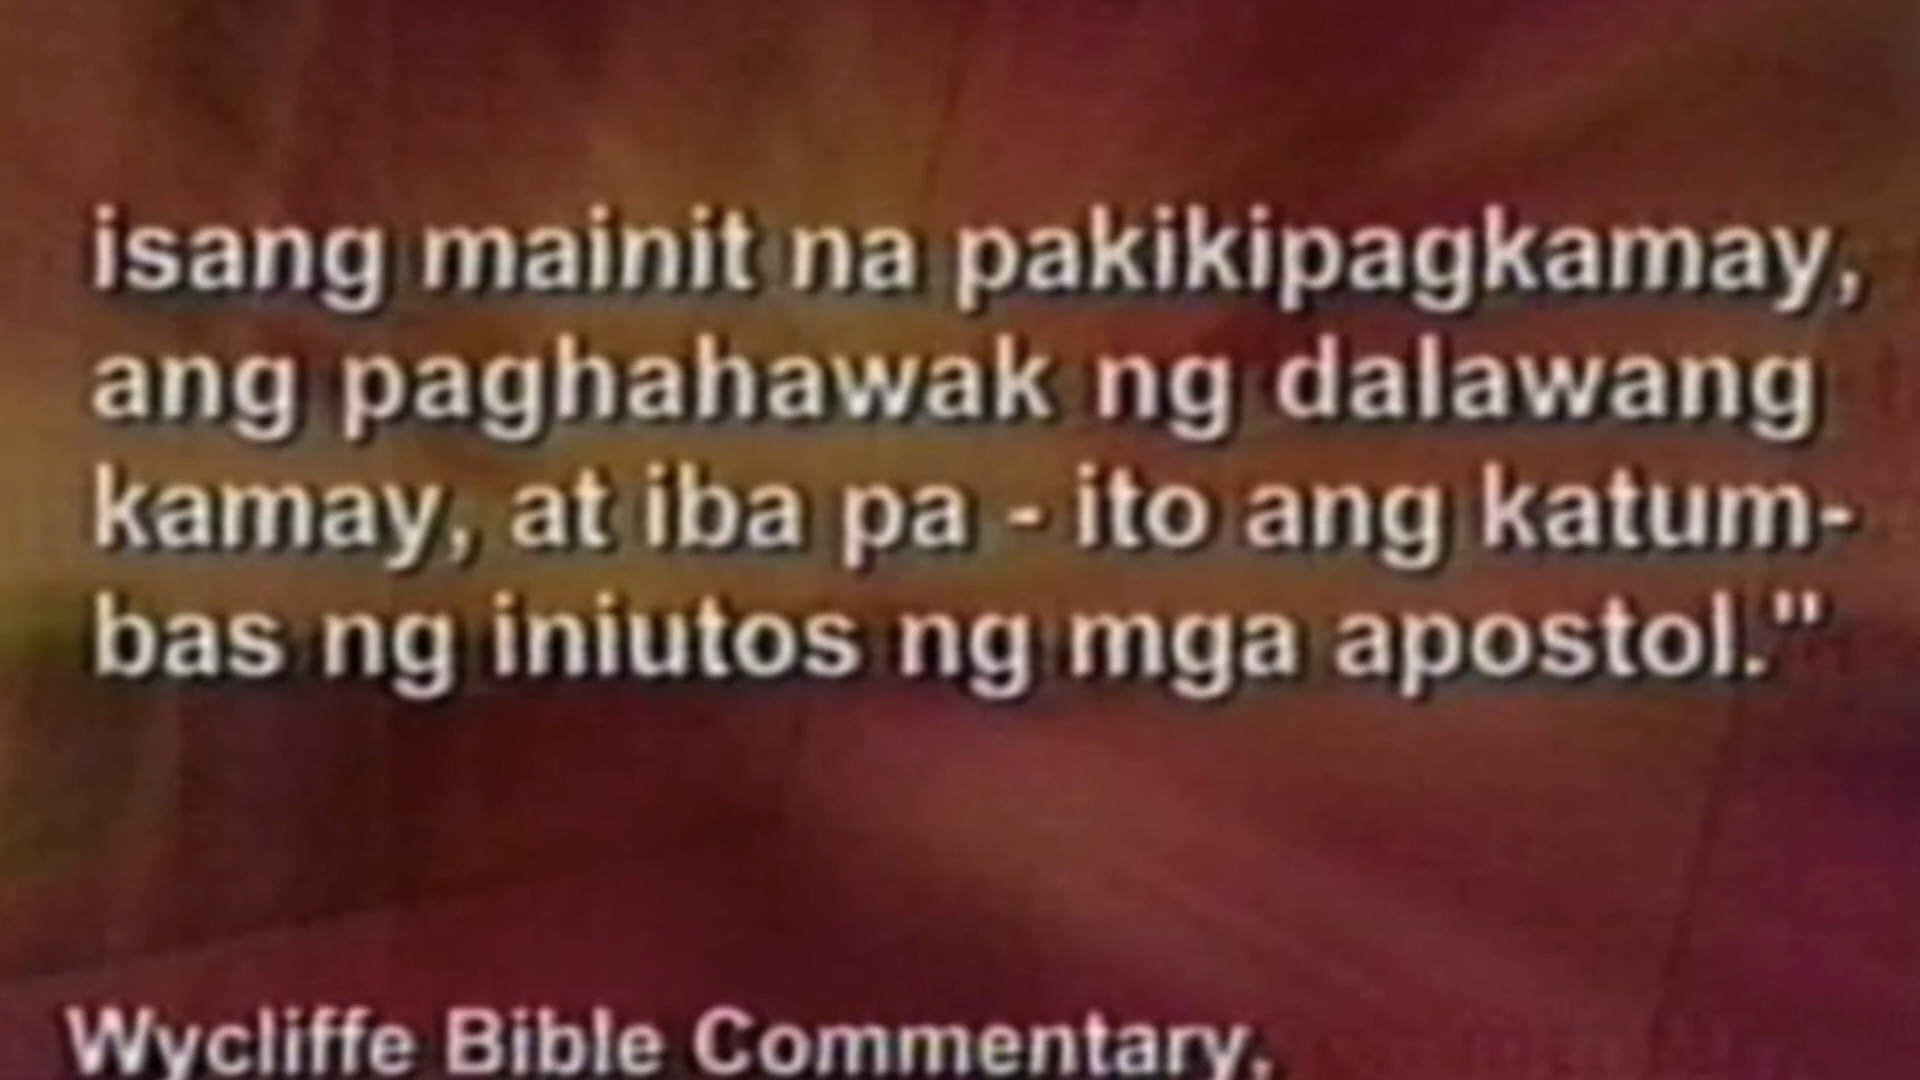 isang mainit na pakikipagkamay,
ang paghahawak ng dalawang
kamay, at iba pa - ito ang katum-
bas ng iniutos ng mga apostol."
Wycliffe Bible Commentary,